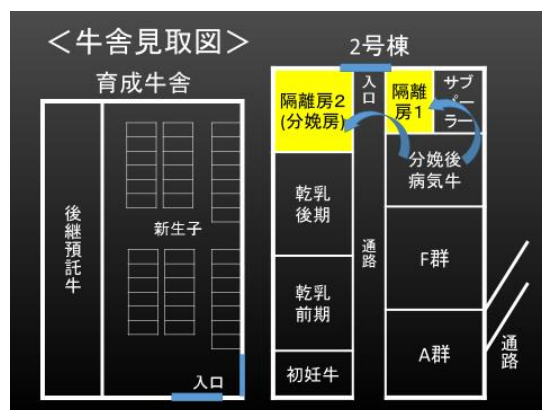 ＜牛舎見取図＞
育成牛舎
後継預託牛
新生子
入口
2号棟
隔離房2
(分娩房)
乾乳
後期
乾乳
前期
初妊牛
入口
通路
隔離
房1
サブ
パー
ラー
分娩後
病気牛
F群
A群
通路